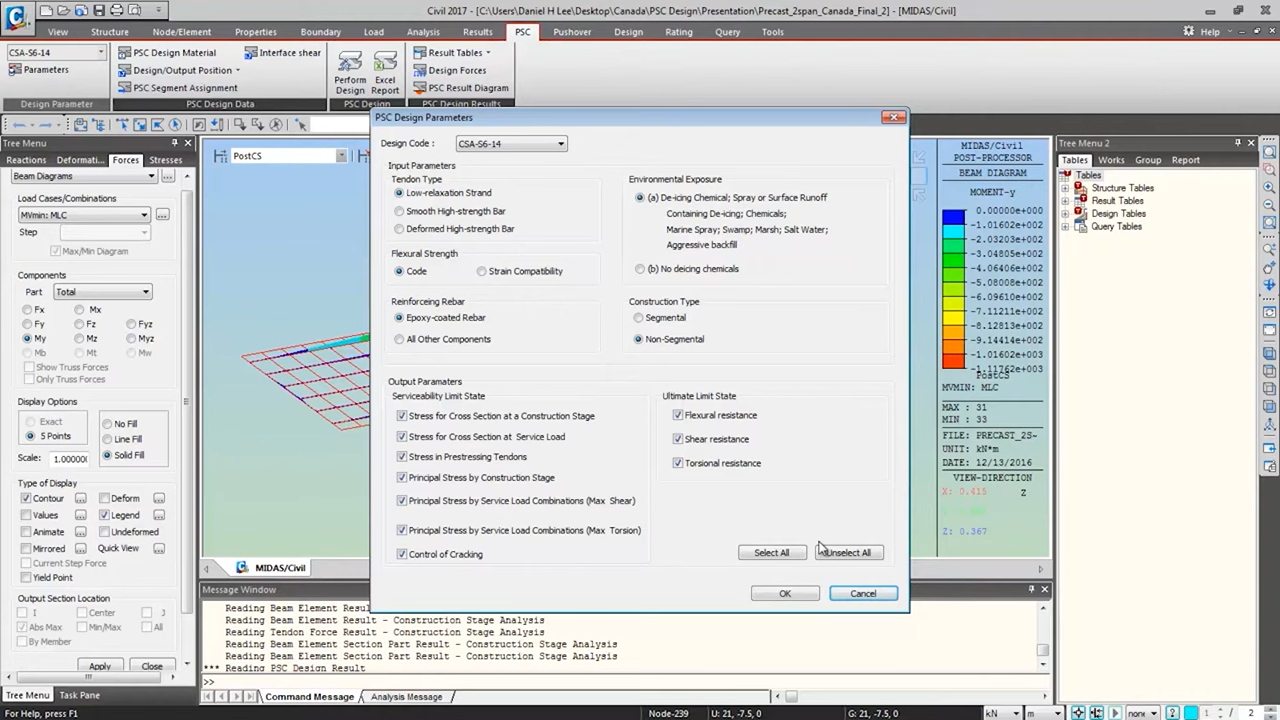 Civil 2017 - [C:\Users\Daniel H Lee\Desktop\Canada\PSC Design\Presentation\Precast_2span_Canada_Final_2] - [MIDAS/Civil]
View Structure Node/Element Properties Boundary Load Analysis Results PSC Pushover Design Rating Query Tools Help
CSA-S6-14
Parameters
Design Parameter
PSC Design Material
Design/Output Position
PSC Segment Assignment
Interface shear
PSC Design Data
Perform Design
Excel Report
PSC Design
Result Tables
Design Forces
PSC Result Diagram
PSC Design Results
Tree Menu
Reactions Deformati... Forces Stresses
Beam Diagrams
Load Cases/Combinations
MVmin: MLC
Step
Max/Min Diagram
Components
Part Total
Fx Mx
Fy Fz Fyz
My Mz Myz
Mb Mt Mw
Show Truss Forces
Only Truss Forces
Display Options
Exact
5 Points
No Fill
Line Fill
Solid Fill
Scale: 1.00000
Type of Display
Contour Deform
Values Legend
Animate Undeformed
Mirrored Quick View
Current Step Force
Yield Point
Output Section Location
I Center J
Abs Max Min/Max All
By Member
Apply Close
Tree Menu Task Pane
PostCS
PSC Design Parameters
Design Code : CSA-S6-14
Input Parameters
Tendon Type
Low-relaxation Strand
Smooth High-strength Bar
Deformed High-strength Bar
Flexural Strength
Code Strain Compatibility
Reinforceing Rebar
Epoxy-coated Rebar
All Other Components
Environmental Exposure
(a) De-icing Chemical; Spray or Surface Runoff
Containing De-icing; Chemicals;
Marine Spray; Swamp; Marsh; Salt Water;
Aggressive backfill
(b) No deicing chemicals
Construction Type
Segmental
Non-Segmental
Output Paramaters
Serviceability Limit State
Stress for Cross Section at a Construction Stage
Stress for Cross Section at Service Load
Stress in Prestressing Tendons
Principal Stress by Construction Stage
Principal Stress by Service Load Combinations (Max Shear)
Principal Stress by Service Load Combinations (Max Torsion)
Control of Cracking
Ultimate Limit State
Flexural resistance
Shear resistance
Torsional resistance
Select All Unselect All
OK Cancel
MIDAS/Civil
POST-PROCESSOR
BEAM DIAGRAM
MOMENT-y
0.00000e+000
-1.01602e+002
-2.03203e+002
-3.04805e+002
-4.06406e+002
-5.08008e+002
-6.09610e+002
-7.11211e+002
-8.12813e+002
-9.14414e+002
-1.01602e+003
-1.11762e+003
PostCS
MVMIN: MLC
MAX : 31
MIN : 33
FILE: PRECAST_2S~
UNIT: kN*m
DATE: 12/13/2016
VIEW-DIRECTION
X: 0.415
Z
Z: 0.367
Tree Menu 2
Tables Works Group Report
Tables
Structure Tables
Result Tables
Design Tables
Query Tables
MIDAS/Civil
Message Window
Reading Beam Element Result
Reading Beam Element Result - Construction Stage Analysis
Reading Tendon Force Result - Construction Stage Analysis
Reading Beam Element Section Part Result - Construction Stage Analysis
Reading Beam Element Section Part Result - Construction Stage Analysis
*** Reading PSC Design Result
>>
Command Message Analysis Message
For Help, press F1
Node-239 U: 21, -7.5, 0 G: 21, -7.5, 0 kN m none ? 1 / 2